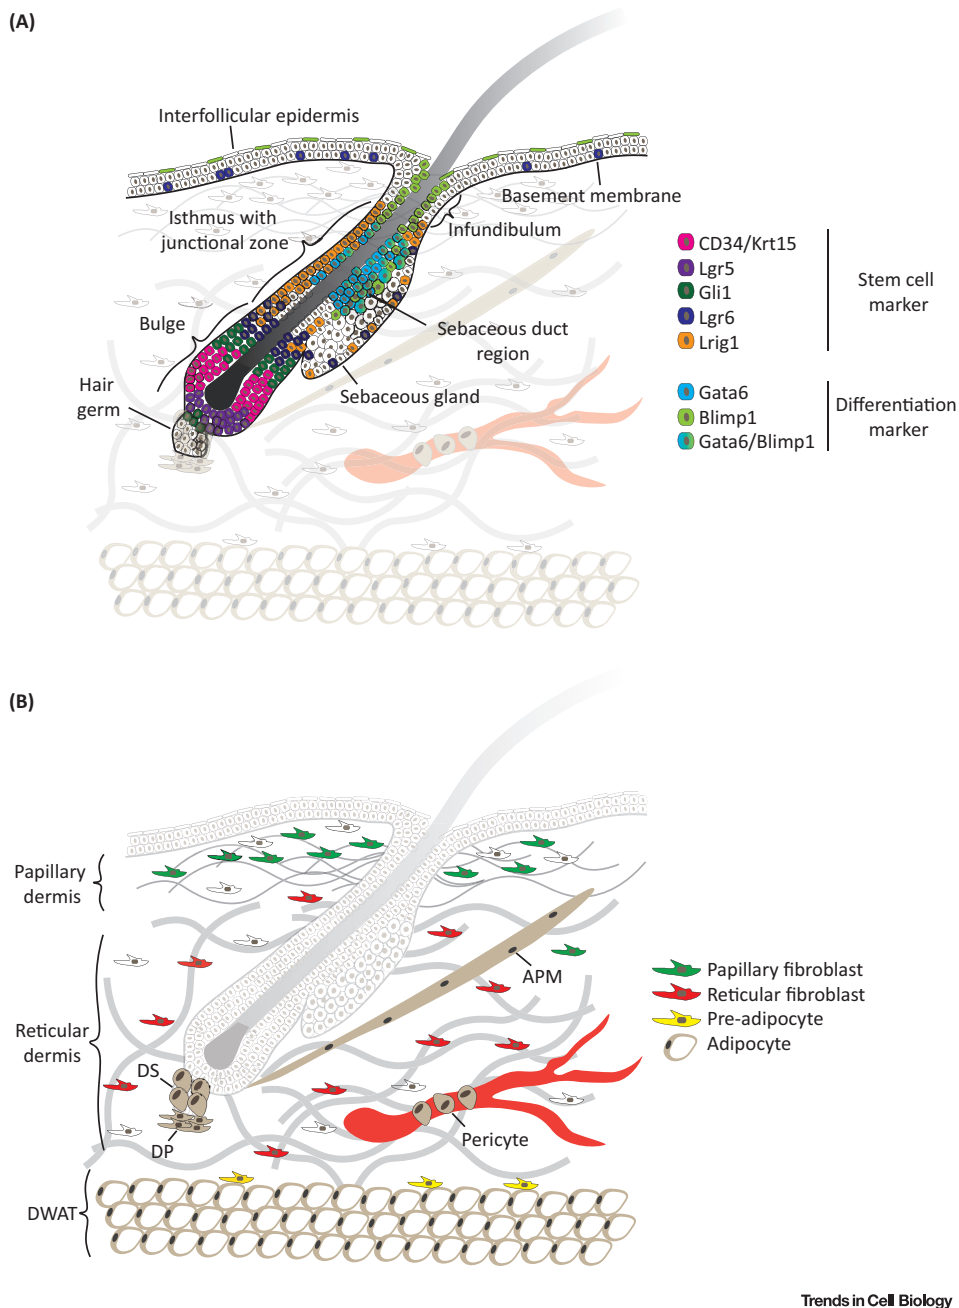 (A)
Interfollicular epidermis
Isthmus with
junctional zone
Basement membrane
Infundibulum
Bulge
Sebaceous duct
region
Hair
germ
Sebaceous gland
CD34/Krt15
Lgr5
Gli1
Lgr6
Lrig1
Stem cell
marker
Gata6
Blimp1
Gata6/Blimp1
Differentiation
marker
(B)
Papillary
dermis
APM
Reticular
dermis
DS
DP
Pericyte
DWAT
Papillary fibroblast
Reticular fibroblast
Pre-adipocyte
Adipocyte
Trends in Cell Biology